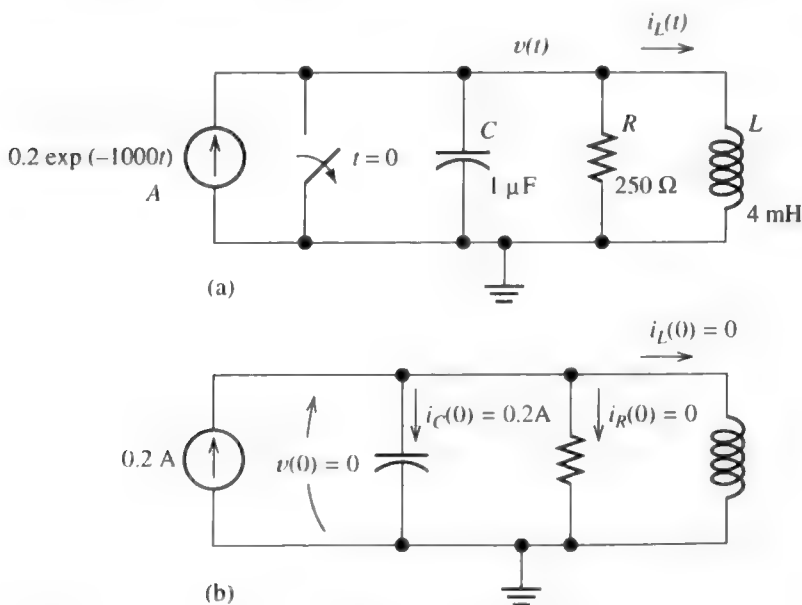 i_L(t)
v(t)
C
R
L
0.2 exp (−1000t)
A
t = 0
1 μF
250 Ω
4 mH
(a)
i_L(0) = 0
i_C(0) = 0.2A
i_R(0) = 0
0.2 A
v(0) = 0
(b)